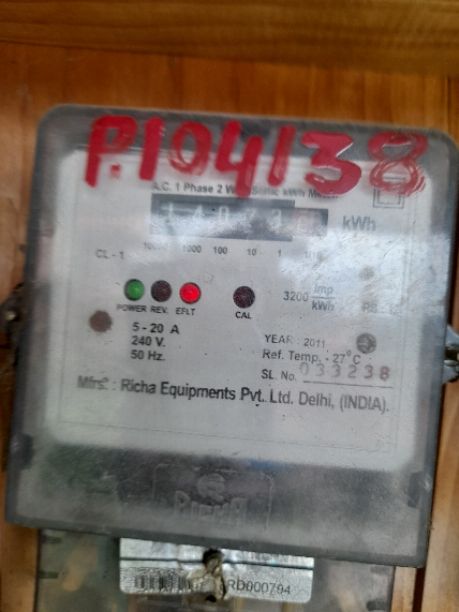 P.104138
A.C. 1 Phase 2 W Static kWh Meter
kWh
CL - 1
10000 1000 100 10 1 1/10
POWER REV. EFLT
CAL
3200 imp/kWh
5 - 20 A
240 V.
50 Hz.
YEAR : 2011
Ref. Temp. - 27°C
SL. No. 033238
Mfrs. : Richa Equipments Pvt. Ltd. Delhi, (INDIA).
RD000794